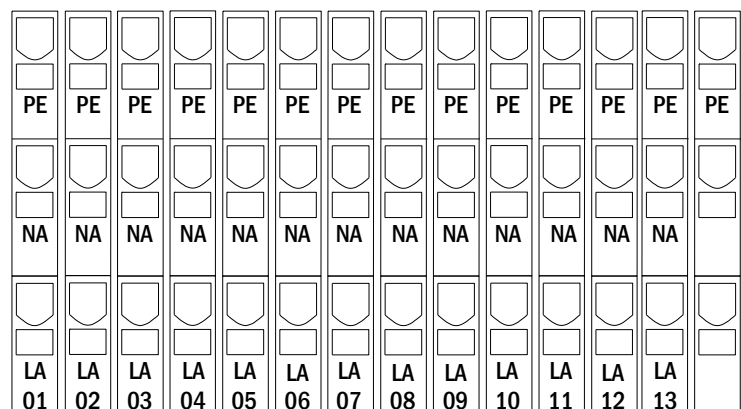 PE PE PE PE PE PE PE PE PE PE PE PE PE PE
NA NA NA NA NA NA NA NA NA NA NA NA NA
LA LA LA LA LA LA LA LA LA LA LA LA LA
01 02 03 04 05 06 07 08 09 10 11 12 13